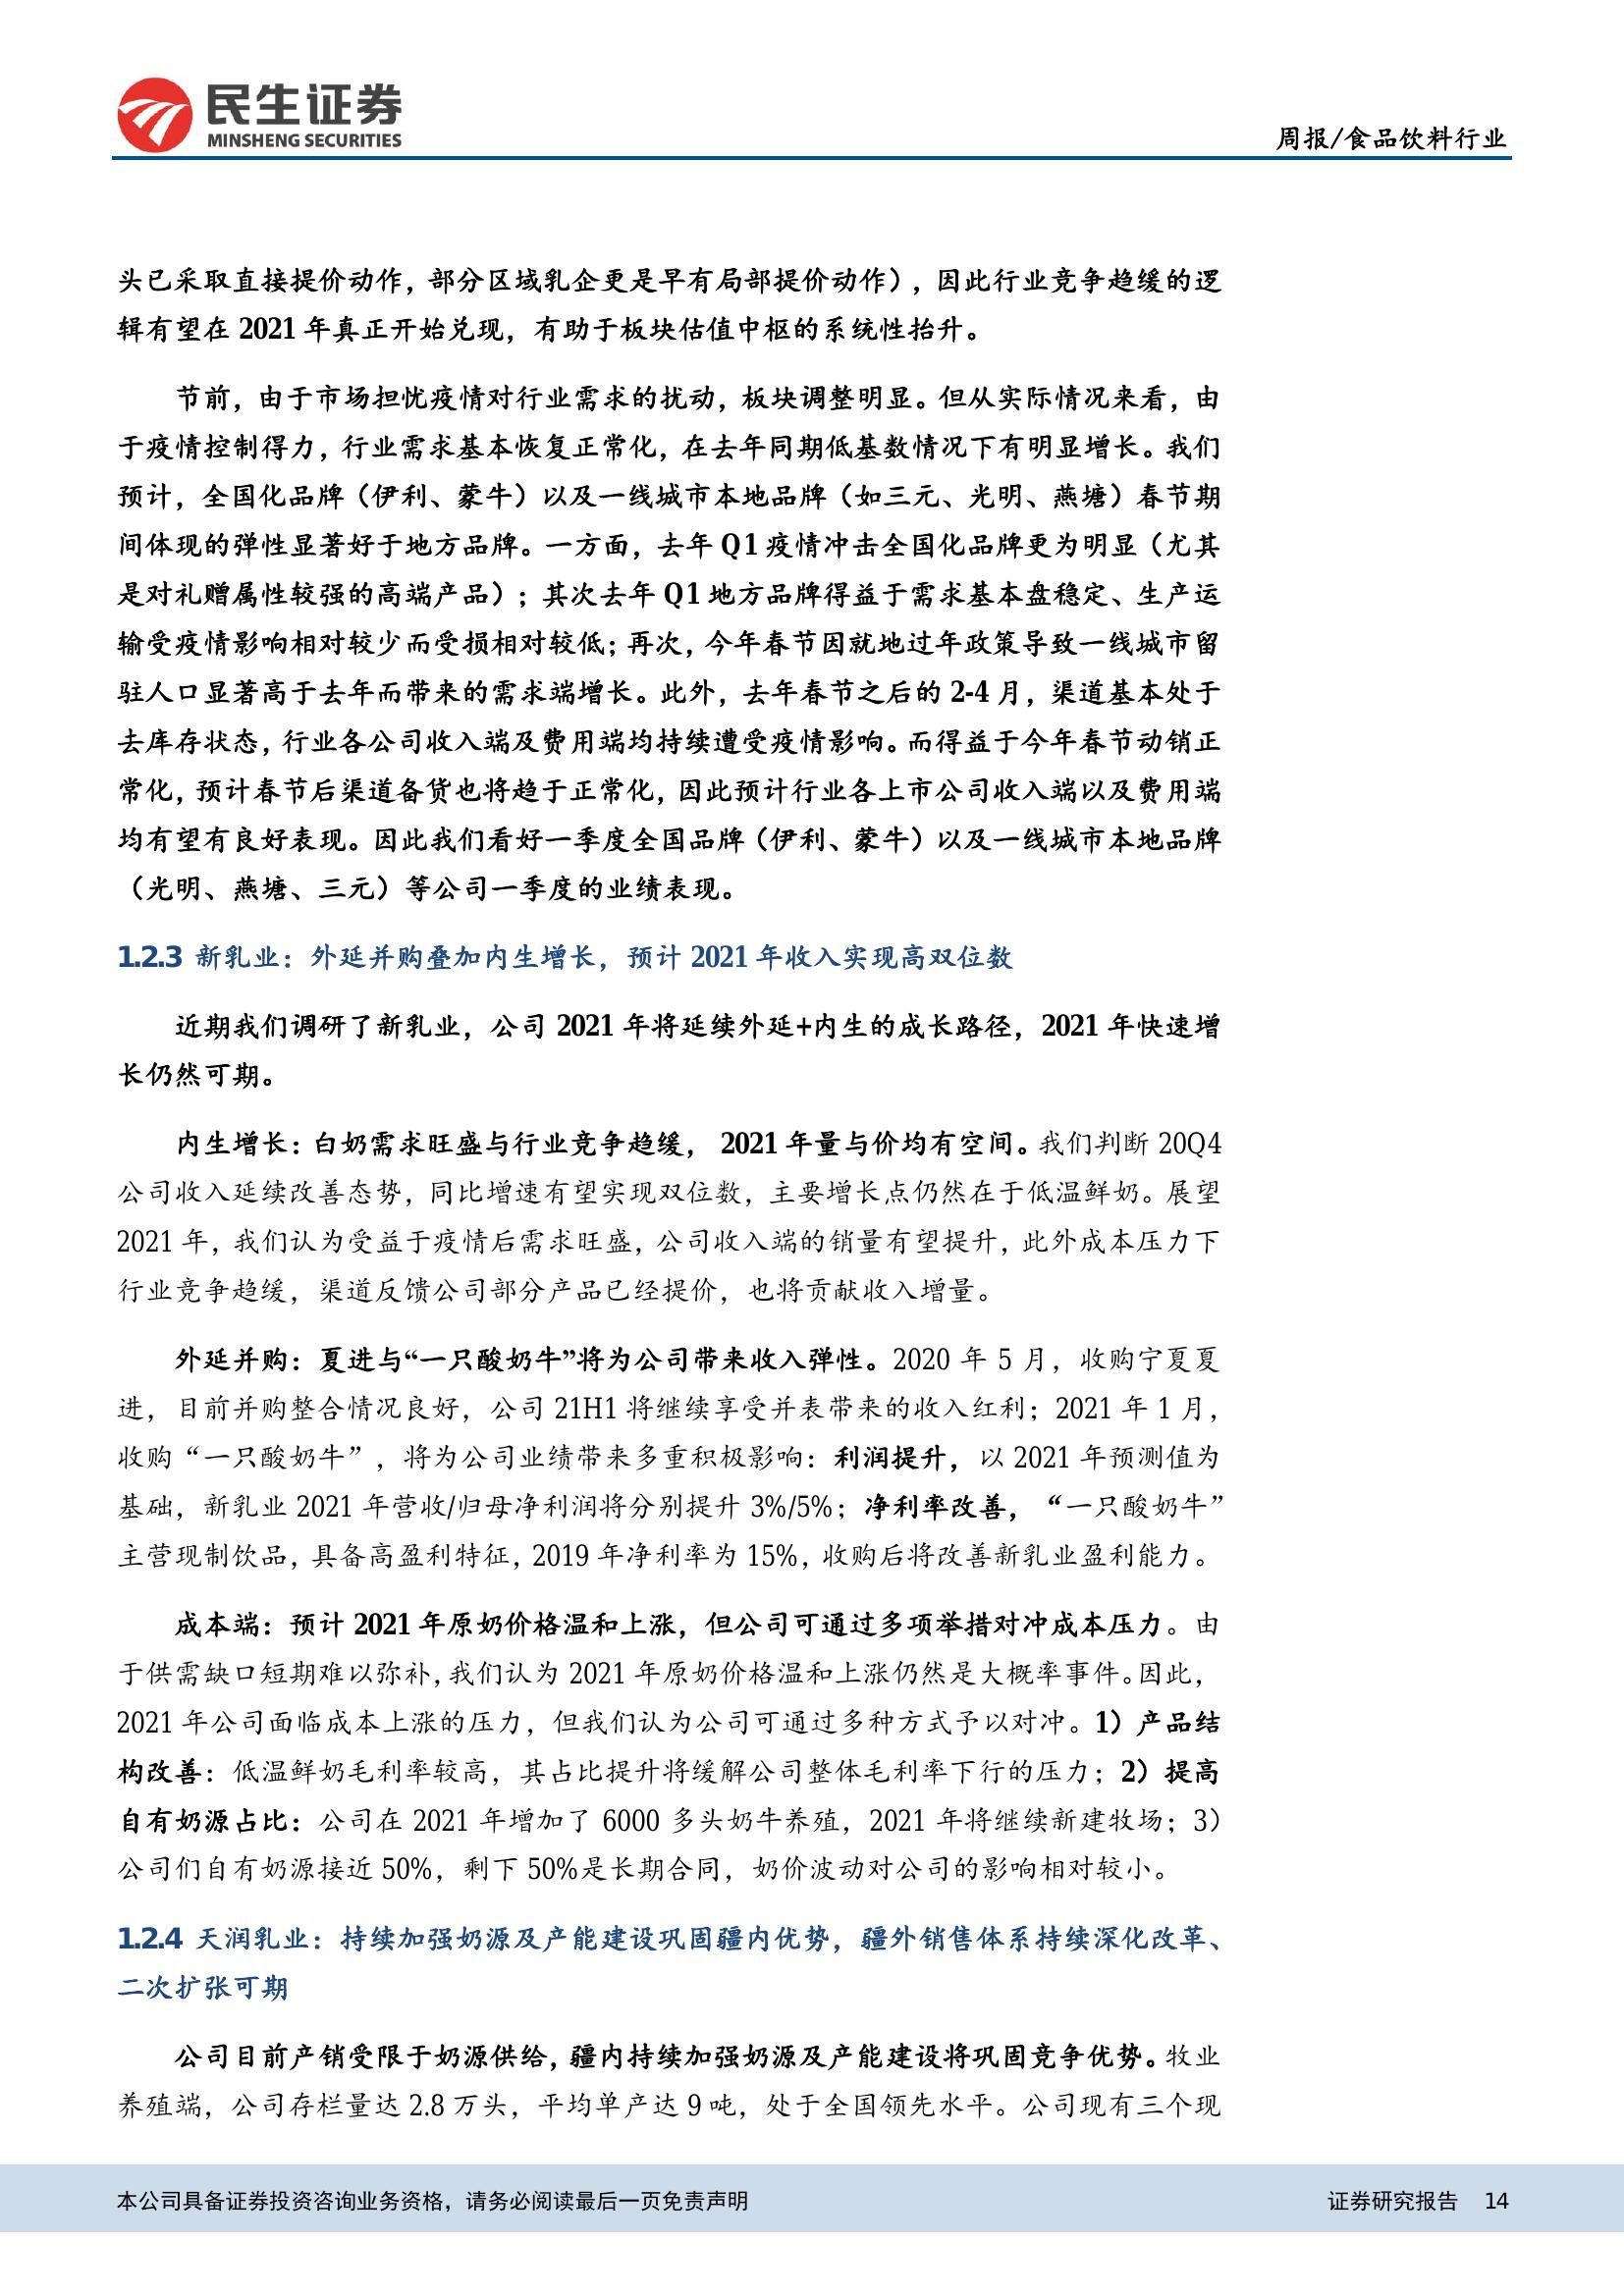 民生证券
MINSHENG SECURITIES
周报/食品饮料行业
头已采取直接提价动作，部分区域乳企更是早有局部提价动作），因此行业竞争趋缓的逻
辑有望在 2021 年真正开始兑现，有助于板块估值中枢的系统性抬升。
节前，由于市场担忧疫情对行业需求的扰动，板块调整明显。但从实际情况来看，由
于疫情控制得力，行业需求基本恢复正常化，在去年同期低基数情况下有明显增长。我们
预计，全国化品牌（伊利、蒙牛）以及一线城市本地品牌（如三元、光明、燕塘）春节期
间体现的弹性显著好于地方品牌。一方面，去年 Q1 疫情冲击全国化品牌更为明显（尤其
是对礼赠属性较强的高端产品）；其次去年 Q1 地方品牌得益于需求基本盘稳定、生产运
输受疫情影响相对较少而受损相对较低；再次，今年春节因就地过年政策导致一线城市留
驻人口显著高于去年而带来的需求端增长。此外，去年春节之后的 2-4 月，渠道基本处于
去库存状态，行业各公司收入端及费用端均持续遭受疫情影响。而得益于今年春节动销正
常化，预计春节后渠道备货也将趋于正常化，因此预计行业各上市公司收入端以及费用端
均有望有良好表现。因此我们看好一季度全国品牌（伊利、蒙牛）以及一线城市本地品牌
（光明、燕塘、三元）等公司一季度的业绩表现。
1.2.3 新乳业：外延并购叠加内生增长，预计 2021 年收入实现高双位数
近期我们调研了新乳业，公司 2021 年将延续外延+内生的成长路径，2021 年快速增
长仍然可期。
内生增长：白奶需求旺盛与行业竞争趋缓， 2021 年量与价均有空间。我们判断 20Q4
公司收入延续改善态势，同比增速有望实现双位数，主要增长点仍然在于低温鲜奶。展望
2021 年，我们认为受益于疫情后需求旺盛，公司收入端的销量有望提升，此外成本压力下
行业竞争趋缓，渠道反馈公司部分产品已经提价，也将贡献收入增量。
外延并购：夏进与“一只酸奶牛”将为公司带来收入弹性。2020 年 5 月，收购宁夏夏
进，目前并购整合情况良好，公司 21H1 将继续享受并表带来的收入红利；2021 年 1 月，
收购“一只酸奶牛”，将为公司业绩带来多重积极影响：利润提升，以 2021 年预测值为
基础，新乳业 2021 年营收/归母净利润将分别提升 3%/5%；净利率改善，“一只酸奶牛”
主营现制饮品，具备高盈利特征，2019 年净利率为 15%，收购后将改善新乳业盈利能力。
成本端：预计 2021 年原奶价格温和上涨，但公司可通过多项举措对冲成本压力。由
于供需缺口短期难以弥补，我们认为 2021 年原奶价格温和上涨仍然是大概率事件。因此，
2021 年公司面临成本上涨的压力，但我们认为公司可通过多种方式予以对冲。1）产品结
构改善：低温鲜奶毛利率较高，其占比提升将缓解公司整体毛利率下行的压力；2）提高
自有奶源占比：公司在 2021 年增加了 6000 多头奶牛养殖，2021 年将继续新建牧场；3）
公司们自有奶源接近 50%，剩下 50%是长期合同，奶价波动对公司的影响相对较小。
1.2.4 天润乳业：持续加强奶源及产能建设巩固疆内优势，疆外销售体系持续深化改革、
二次扩张可期
公司目前产销受限于奶源供给，疆内持续加强奶源及产能建设将巩固竞争优势。牧业
养殖端，公司存栏量达 2.8 万头，平均单产达 9 吨，处于全国领先水平。公司现有三个现
本公司具备证券投资咨询业务资格，请务必阅读最后一页免责声明
证券研究报告 14